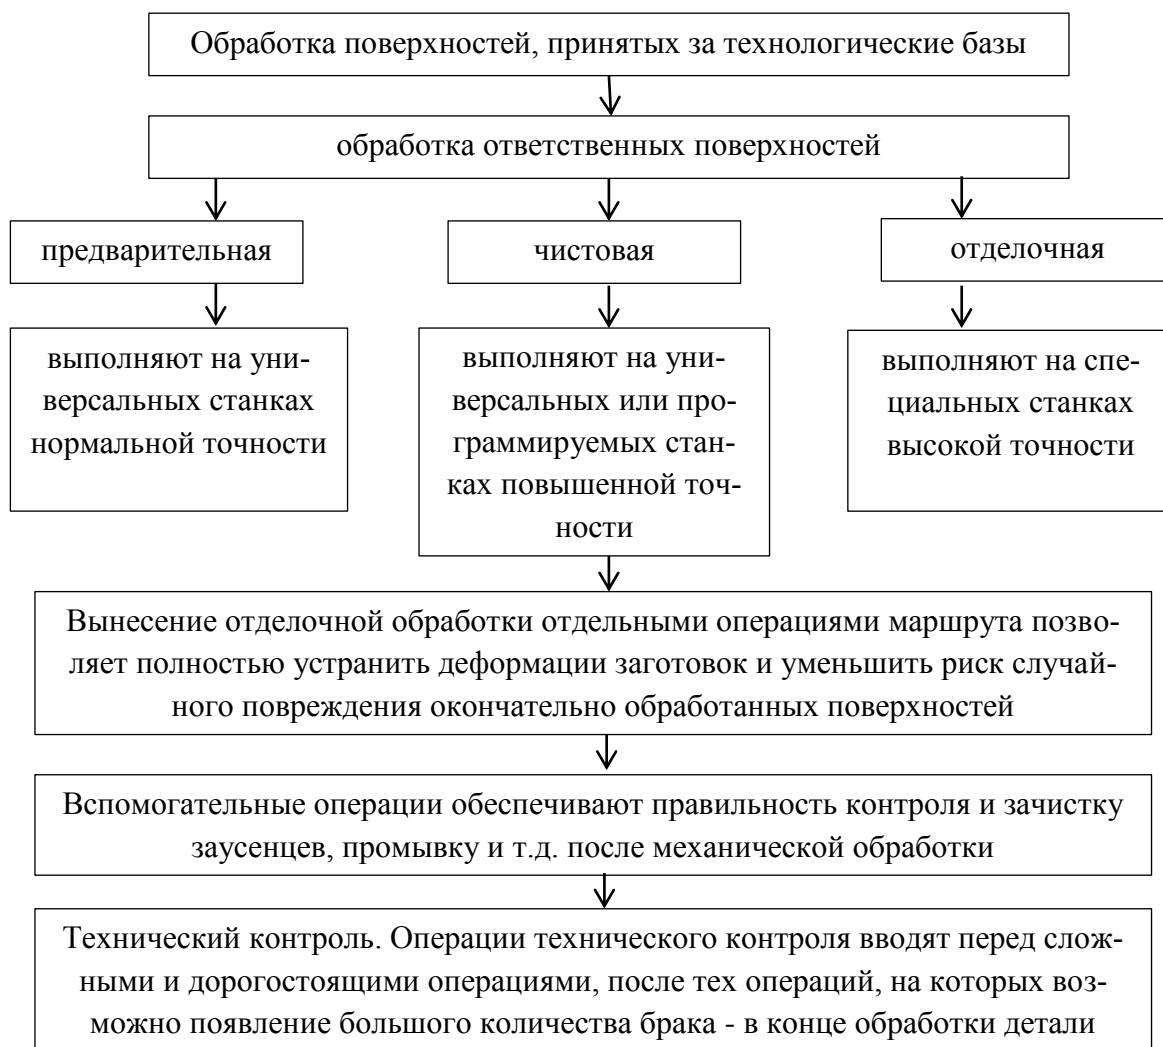 Обработка поверхностей, принятых за технологические базы
обработка ответственных поверхностей
предварительная
чистовая
отделочная
выполняют на уни-
версальных станках
нормальной точности
выполняют на уни-
версальных или про-
граммируемых стан-
ках повышенной точ-
ности
выполняют на спе-
циальных станках
высокой точности
Вынесение отделочной обработки отдельными операциями маршрута позво-
ляет полностью устранить деформации заготовок и уменьшить риск случай-
ного повреждения окончательно обработанных поверхностей
Вспомогательные операции обеспечивают правильность контроля и зачистку
заусенцев, промывку и т.д. после механической обработки
Технический контроль. Операции технического контроля вводят перед слож-
ными и дорогостоящими операциями, после тех операций, на которых воз-
можно появление большого количества брака - в конце обработки детали